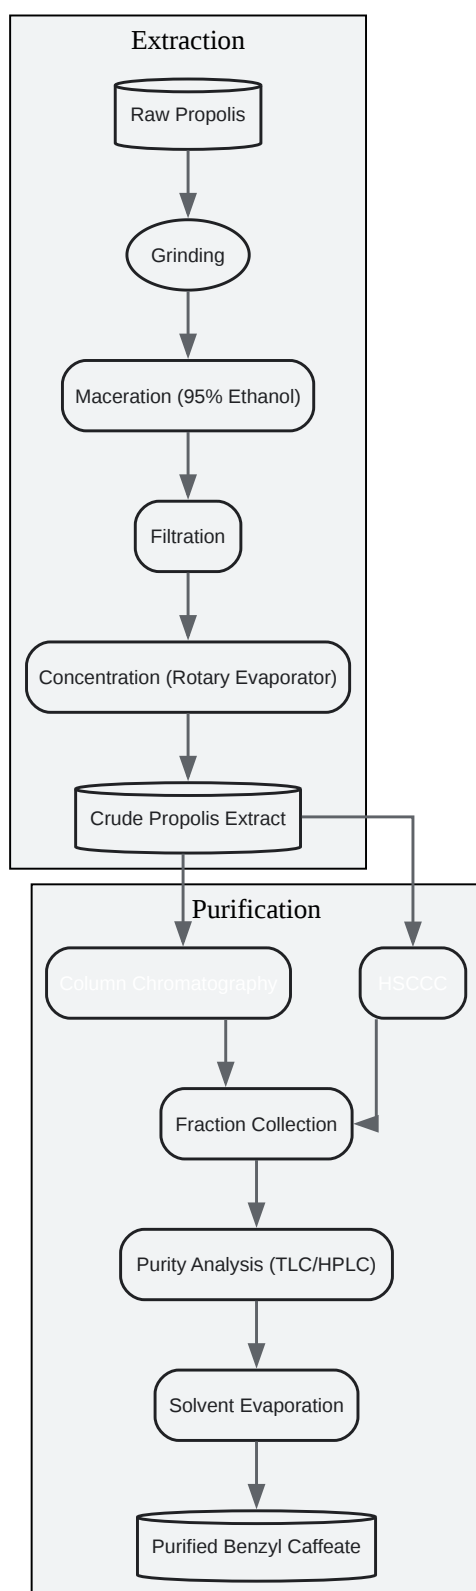 Extraction
Raw Propolis
Grinding
Maceration (95% Ethanol)
Filtration
Concentration (Rotary Evaporator)
Crude Propolis Extract
Purification
Column Chromatography
HSCCC
Fraction Collection
Purity Analysis (TLC/HPLC)
Solvent Evaporation
Purified Benzyl Caffeate